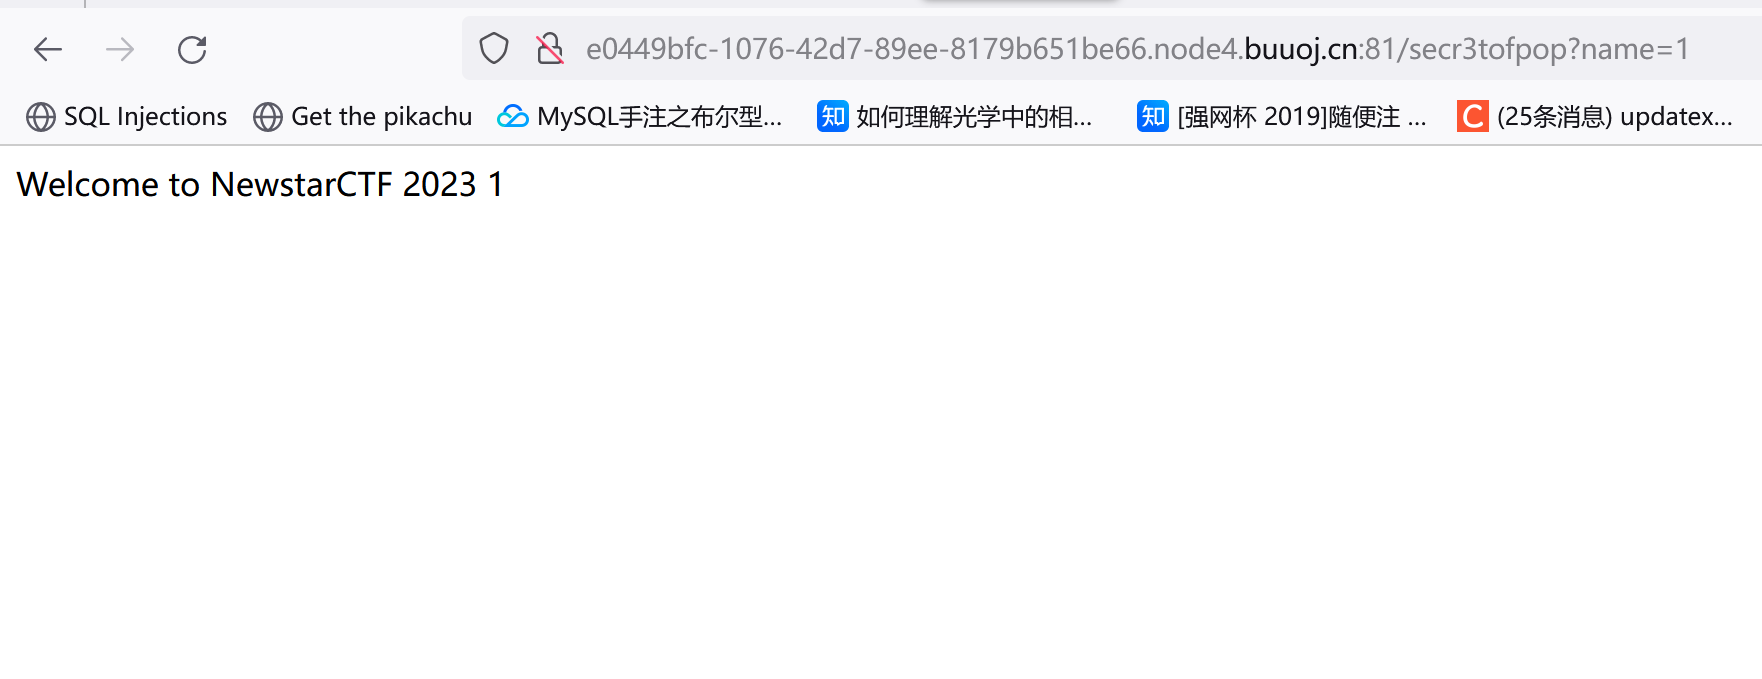 e0449bfc-1076-42d7-89ee-8179b651be66.node4.buuoj.cn:81/secr3tofpop?name=1
SQL Injections Get the pikachu MySQL手注之布尔型... 知 如何理解光学中的相... 知 [强网杯 2019]随便注 ... C (25条消息) updatex...
Welcome to NewstarCTF 2023 1